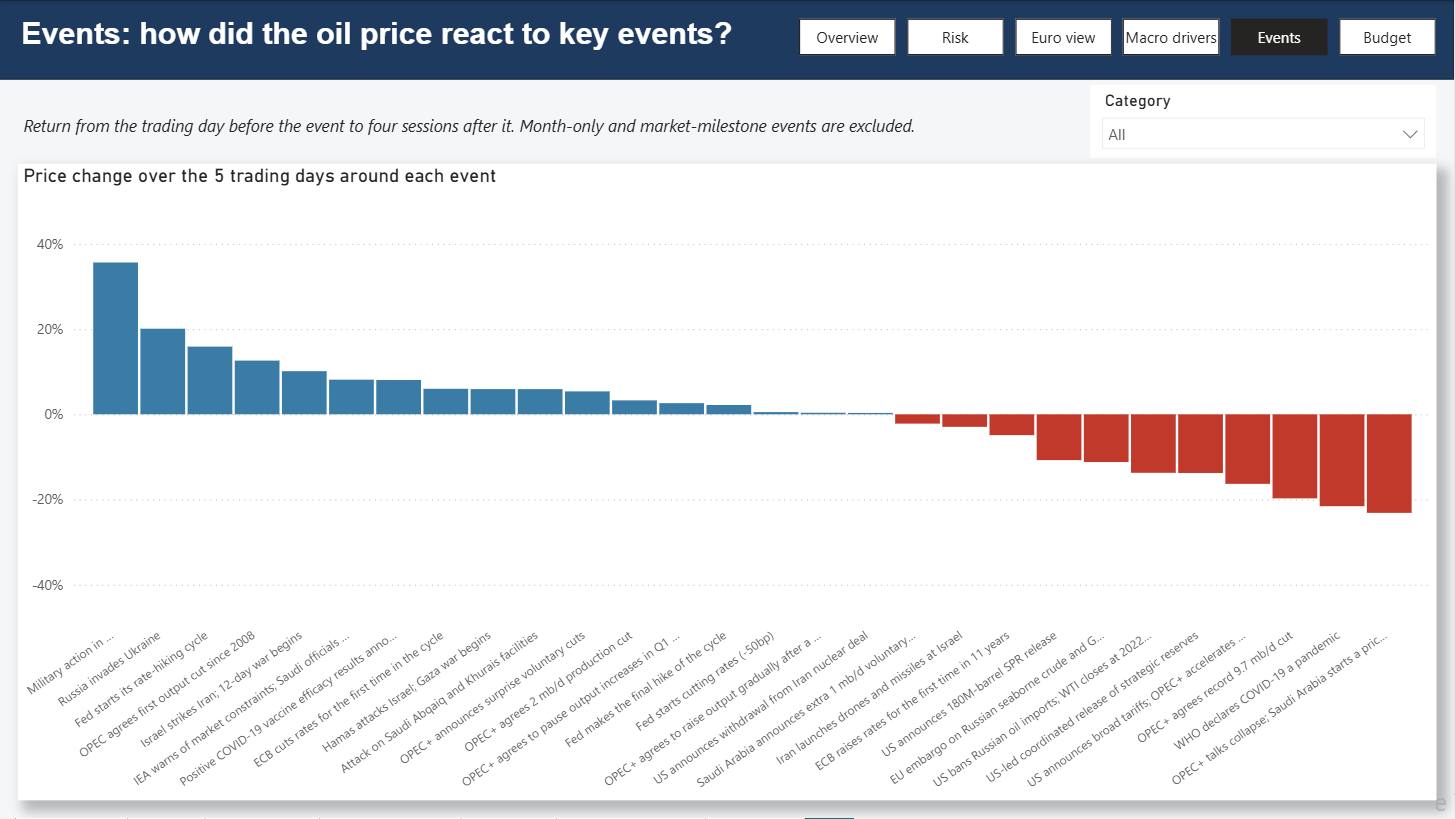 Events: how did the oil price react to key events?
Overview
Risk
Euro view
Macro drivers
Events
Budget
Category
All
Return from the trading day before the event to four sessions after it. Month-only and market-milestone events are excluded.
Price change over the 5 trading days around each event
40%
20%
0%
-20%
-40%
Military action in ...
Russia invades Ukraine
Fed starts its rate-hiking cycle
OPEC agrees first output cut since 2008
Israel strikes Iran; 12-day war begins
IEA warns of market constraints; Saudi officials ...
Positive COVID-19 vaccine efficacy results anno...
ECB cuts rates for the first time in the cycle
Hamas attacks Israel; Gaza war begins
Attack on Saudi Abqaiq and Khurais facilities
OPEC+ announces surprise voluntary cuts
OPEC+ agrees 2 mb/d production cut
OPEC+ agrees to pause output increases in Q1 ...
Fed makes the final hike of the cycle
Fed starts cutting rates (-50bp)
OPEC+ agrees to raise output gradually after a ...
US announces withdrawal from Iran nuclear deal
Saudi Arabia announces extra 1 mb/d voluntary...
Iran launches drones and missiles at Israel
ECB raises rates for the first time in 11 years
US announces 180M-barrel SPR release
EU embargo on Russian seaborne crude and G...
US bans Russian oil imports; WTI closes at 2022...
US-led coordinated release of strategic reserves
US announces broad tariffs; OPEC+ accelerates ...
OPEC+ agrees record 9.7 mb/d cut
WHO declares COVID-19 a pandemic
OPEC+ talks collapse; Saudi Arabia starts a pric...
e